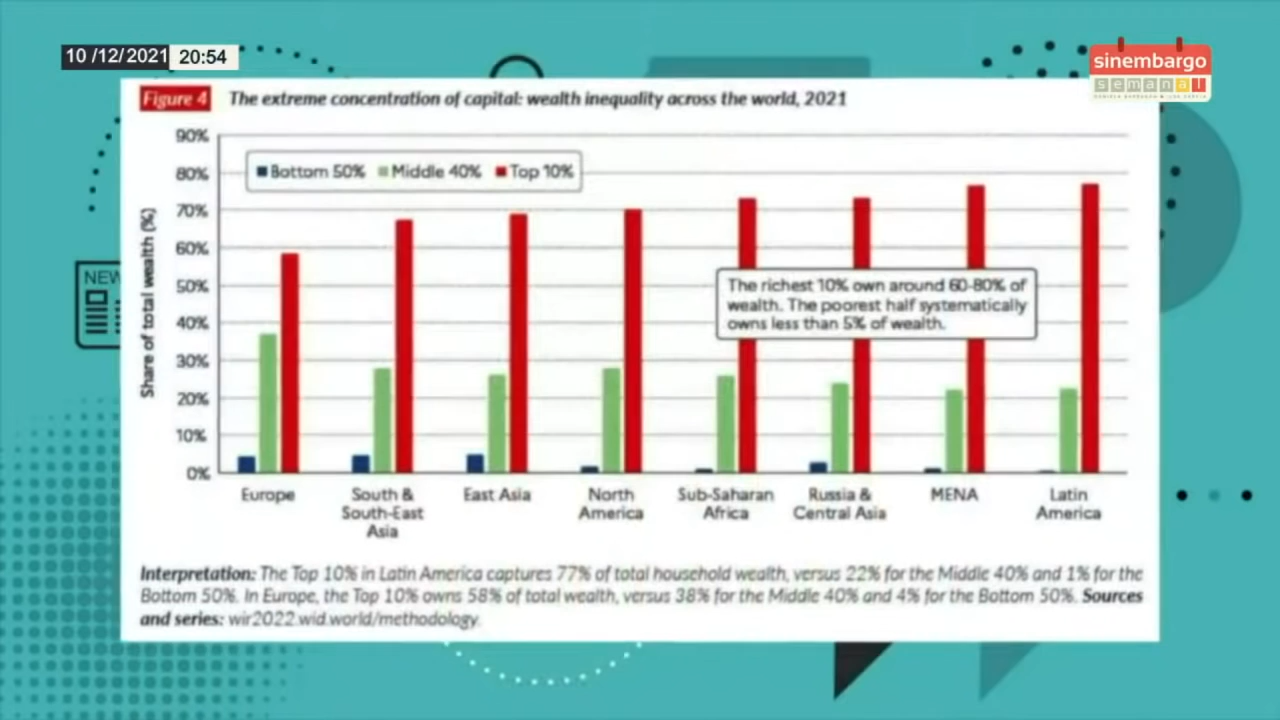 10 /12/2021 20:54
sinembargo
semanal
NEW
Figure 4 The extreme concentration of capital: wealth inequality across the world, 2021
90%
80%
70%
60%
50%
40%
30%
20%
10%
0%
Share of total wealth (%)
Bottom 50% Middle 40% Top 10%
The richest 10% own around 60-80% of
wealth. The poorest half systematically
owns less than 5% of wealth.
Europe
South &
South-East
Asia
East Asia
North
America
Sub-Saharan
Africa
Russia &
Central Asia
MENA
Latin
America
Interpretation: The Top 10% in Latin America captures 77% of total household wealth, versus 22% for the Middle 40% and 1% for the
Bottom 50%. In Europe, the Top 10% owns 58% of total wealth, versus 38% for the Middle 40% and 4% for the Bottom 50%. Sources
and series: wir2022.wid.world/methodology.